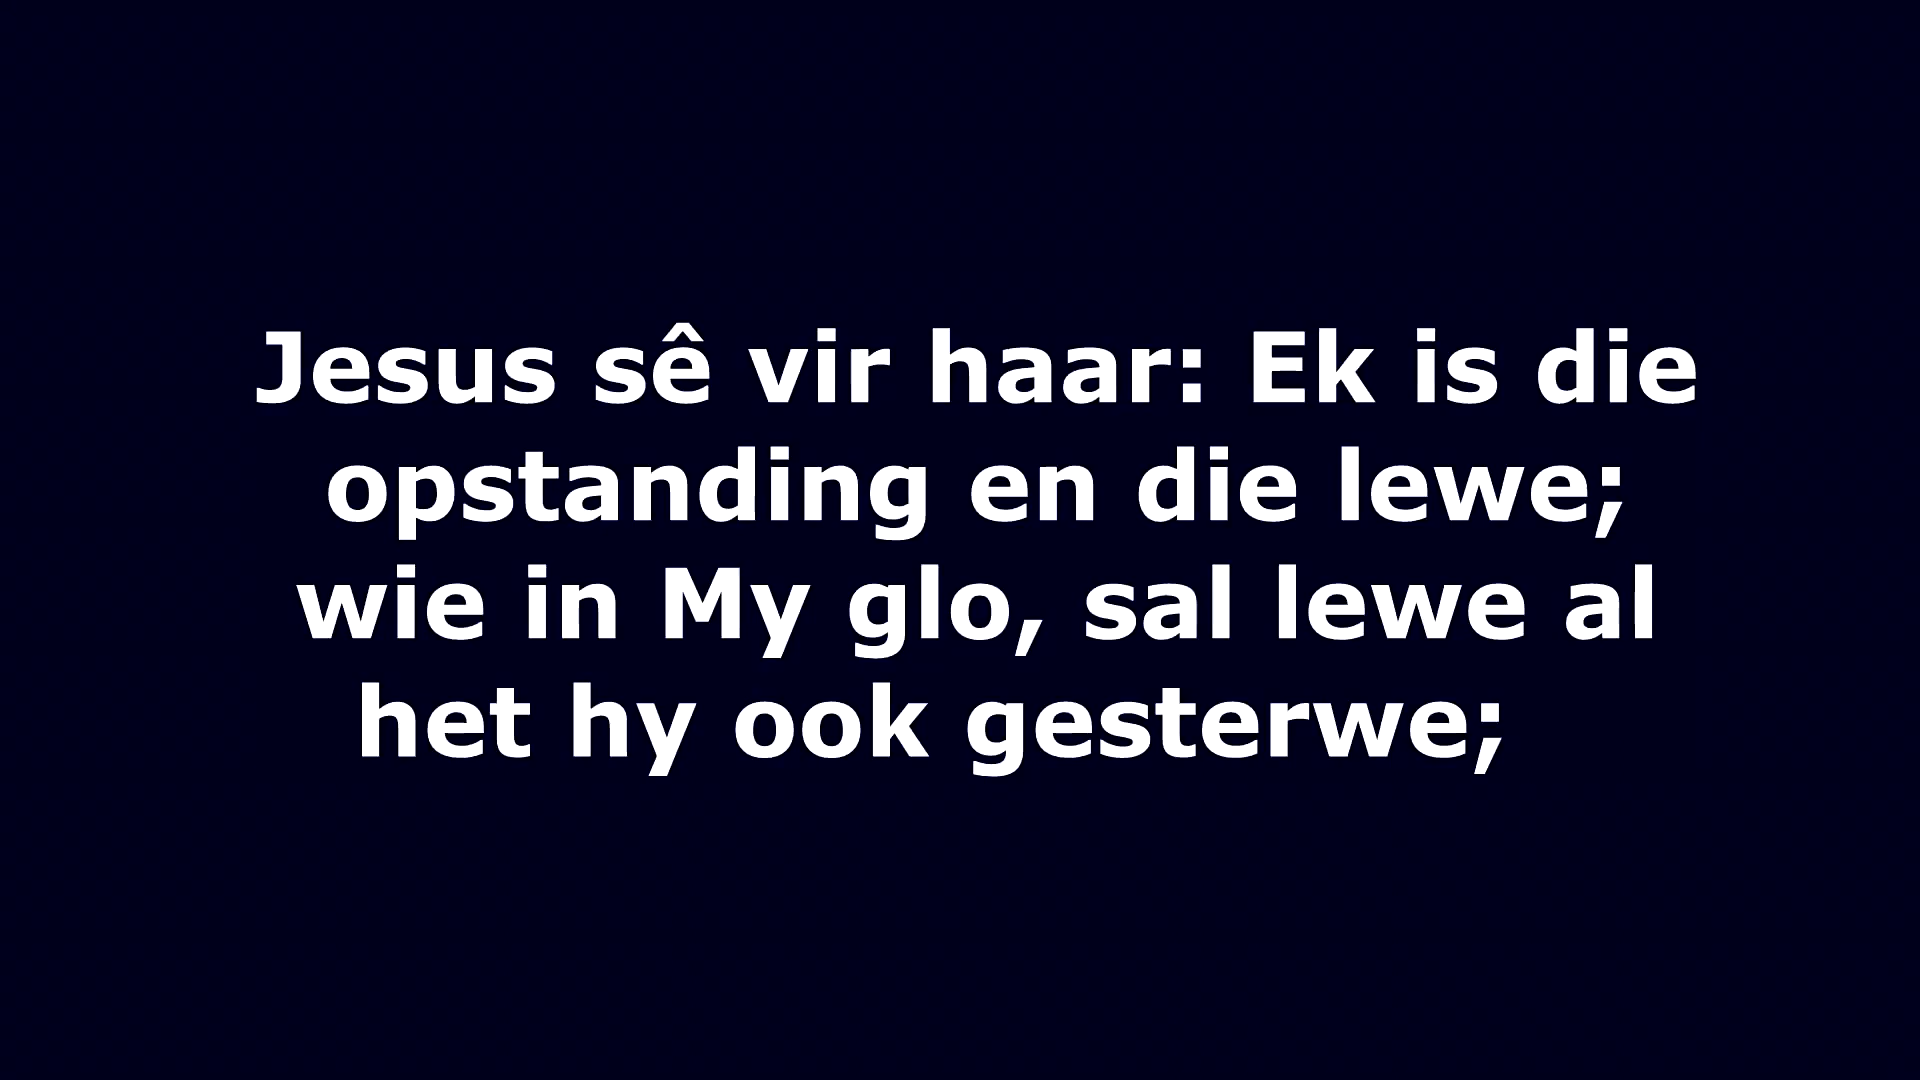 Jesus sê vir haar: Ek is die
opstanding en die lewe;
wie in My glo, sal lewe al
het hy ook gesterwe;